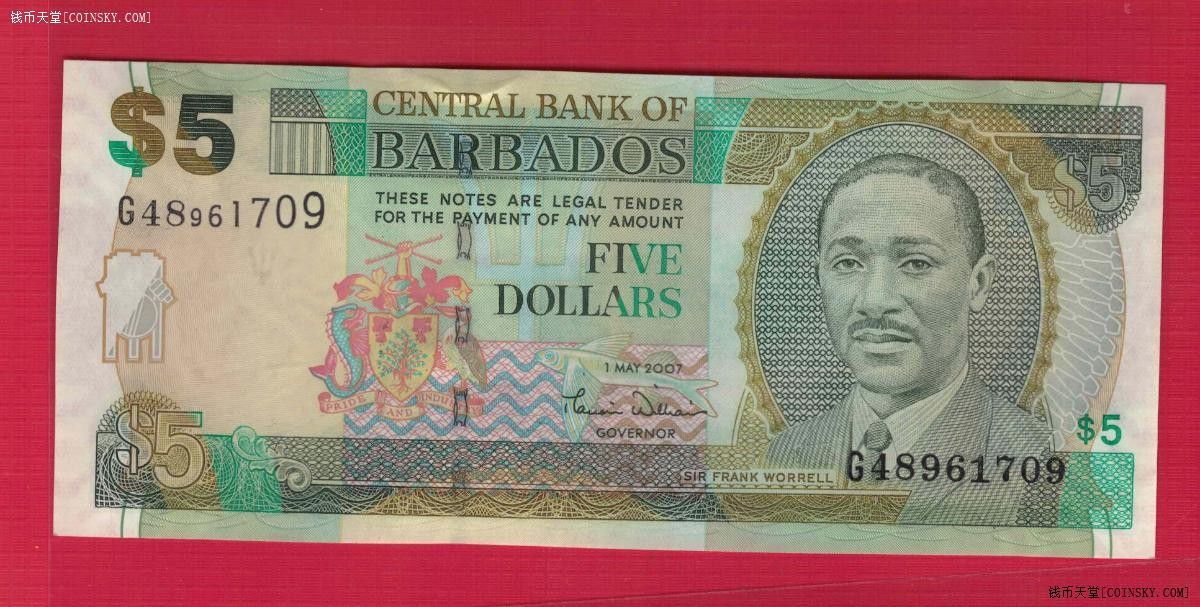 钱币天堂[COINSKY.COM]
$5
CENTRAL BANK OF
BARBADOS
$5
THESE NOTES ARE LEGAL TENDER
FOR THE PAYMENT OF ANY AMOUNT
G48961709
FIVE
DOLLARS
1 MAY 2007
PRIDE AND INDU
GOVERNOR
$5
$5
SIR FRANK WORRELL
G48961709
钱币天堂[COINSKY.COM]